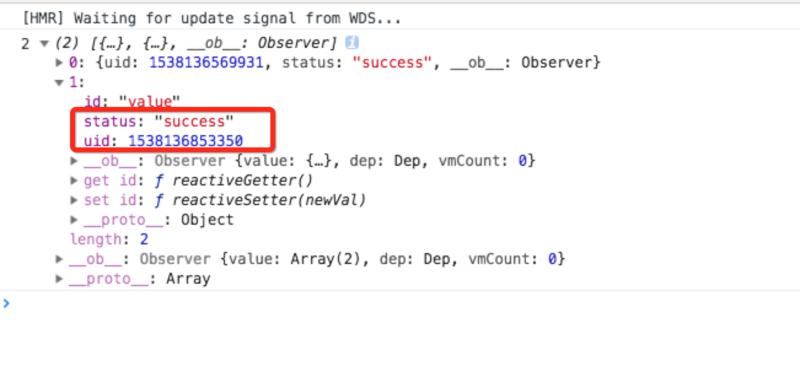 [HMR] Waiting for update signal from WDS...
2 ▼(2) [{…}, {…}, __ob__: Observer] i
▶0: {uid: 1538136569931, status: "success", __ob__: Observer}
▼1:
id: "value"
status: "success"
uid: 1538136853350
▶__ob__: Observer {value: {…}, dep: Dep, vmCount: 0}
▶get id: ƒ reactiveGetter()
▶set id: ƒ reactiveSetter(newVal)
▶__proto__: Object
length: 2
▶__ob__: Observer {value: Array(2), dep: Dep, vmCount: 0}
▶__proto__: Array
>